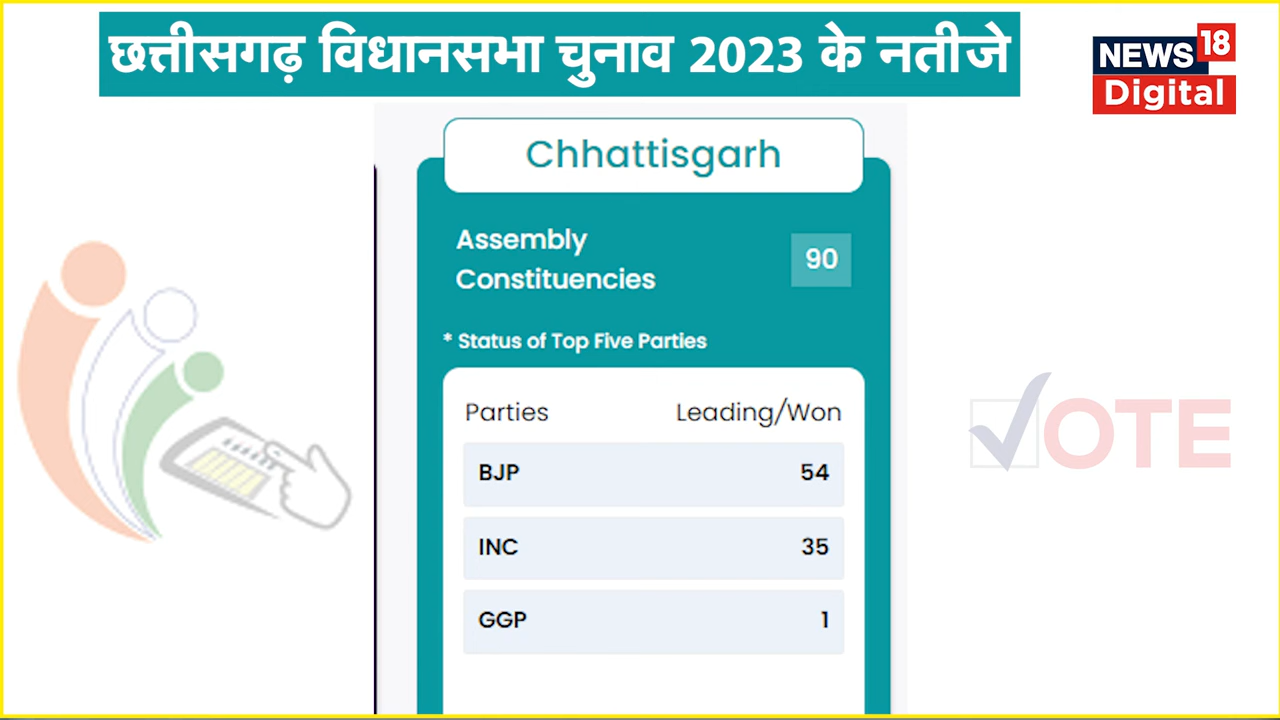 छत्तीसगढ़ विधानसभा चुनाव 2023 के नतीजे
NEWS 18
Digital
Chhattisgarh
Assembly
Constituencies
90
* Status of Top Five Parties
Parties Leading/Won
BJP 54
INC 35
GGP 1
VOTE